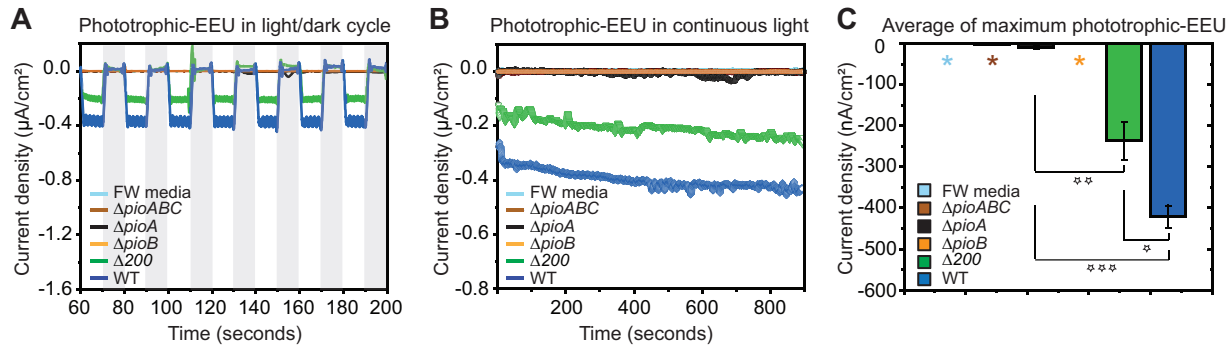 A Phototrophic-EEU in light/dark cycle
Current density (µA/cm²)
0.0
-0.4
-0.8
-1.2
-1.6
FW media
ΔpioABC
ΔpioA
ΔpioB
Δ200
WT
60 80 100 120 140 160 180 200
Time (seconds)
B Phototrophic-EEU in continuous light
Current density (µA/cm²)
0.0
-0.2
-0.4
-0.6
-0.8
FW media
ΔpioABC
ΔpioA
ΔpioB
Δ200
WT
200 400 600 800
Time (seconds)
C Average of maximum phototrophic-EEU
Current density (nA/cm²)
0
-50
-100
-200
-300
-400
-500
-600
* * *
☆☆
☆
☆☆☆
FW media
ΔpioABC
ΔpioA
ΔpioB
Δ200
WT